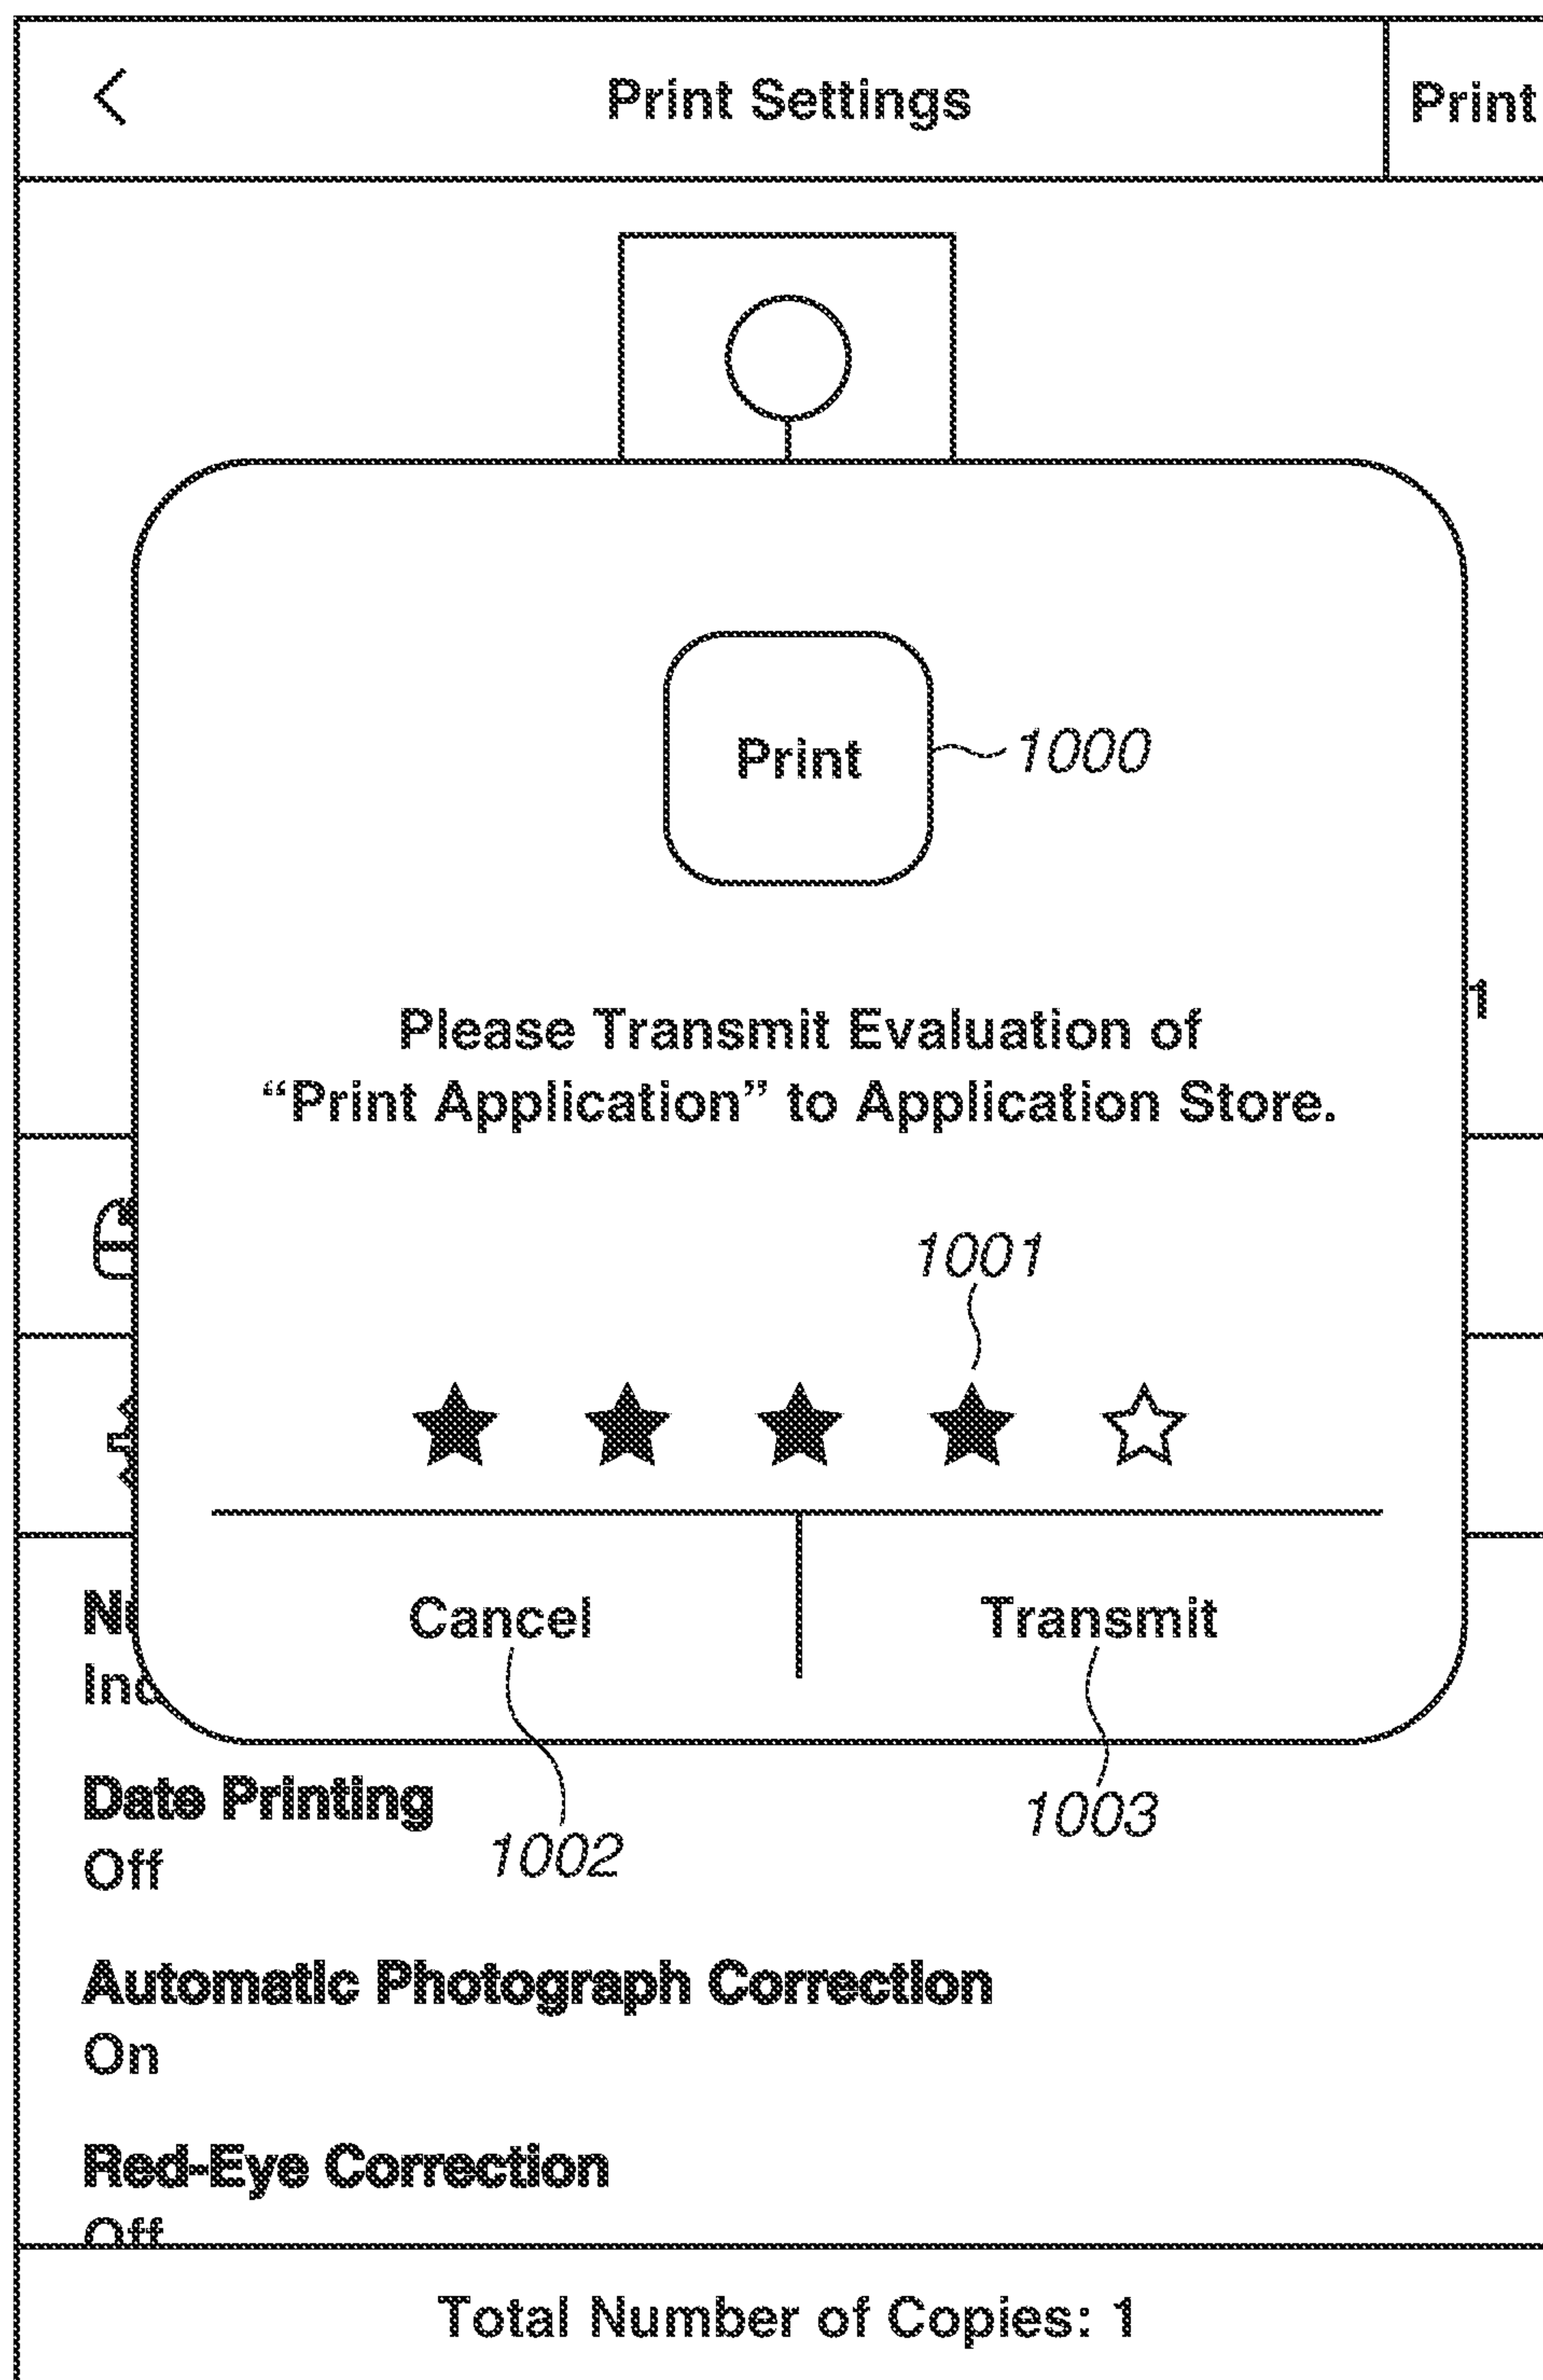 Print Settings
Print
Print
1000
1
Please Transmit Evaluation of
“Print Application” to Application Store.
1001
Cancel
Transmit
1002
1003
Date Printing
Off
Automatic Photograph Correction
On
Red-Eye Correction
Off
Total Number of Copies: 1